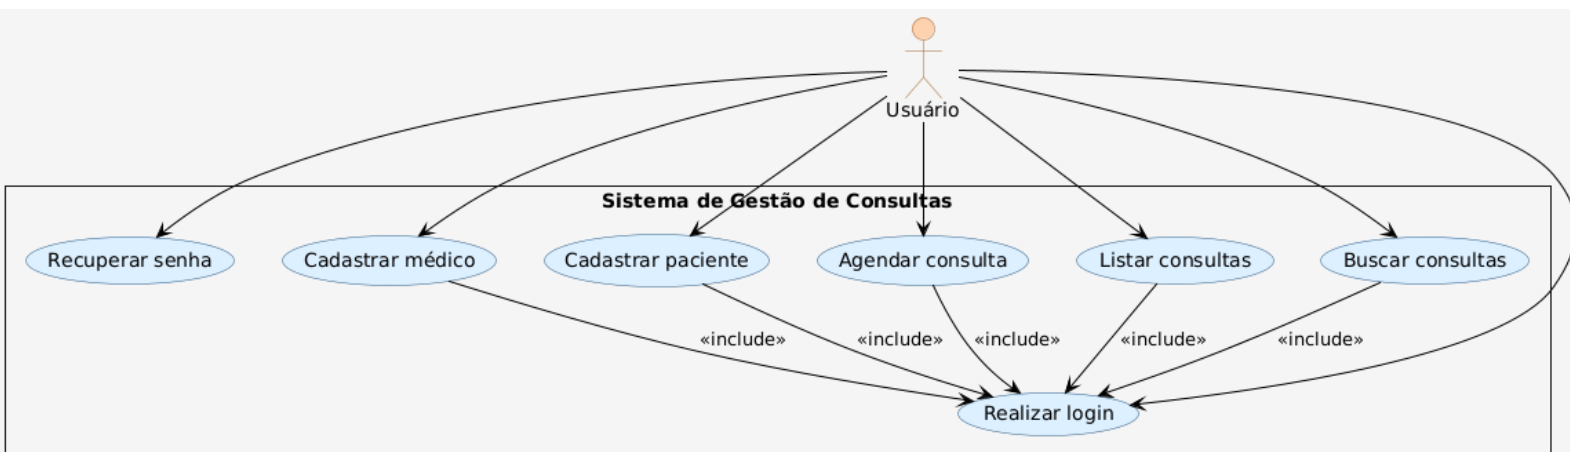 Usuário
Sistema de Gestão de Consultas
Recuperar senha
Cadastrar médico
Cadastrar paciente
Agendar consulta
Listar consultas
Buscar consultas
«include»
«include»
«include»
«include»
«include»
Realizar login